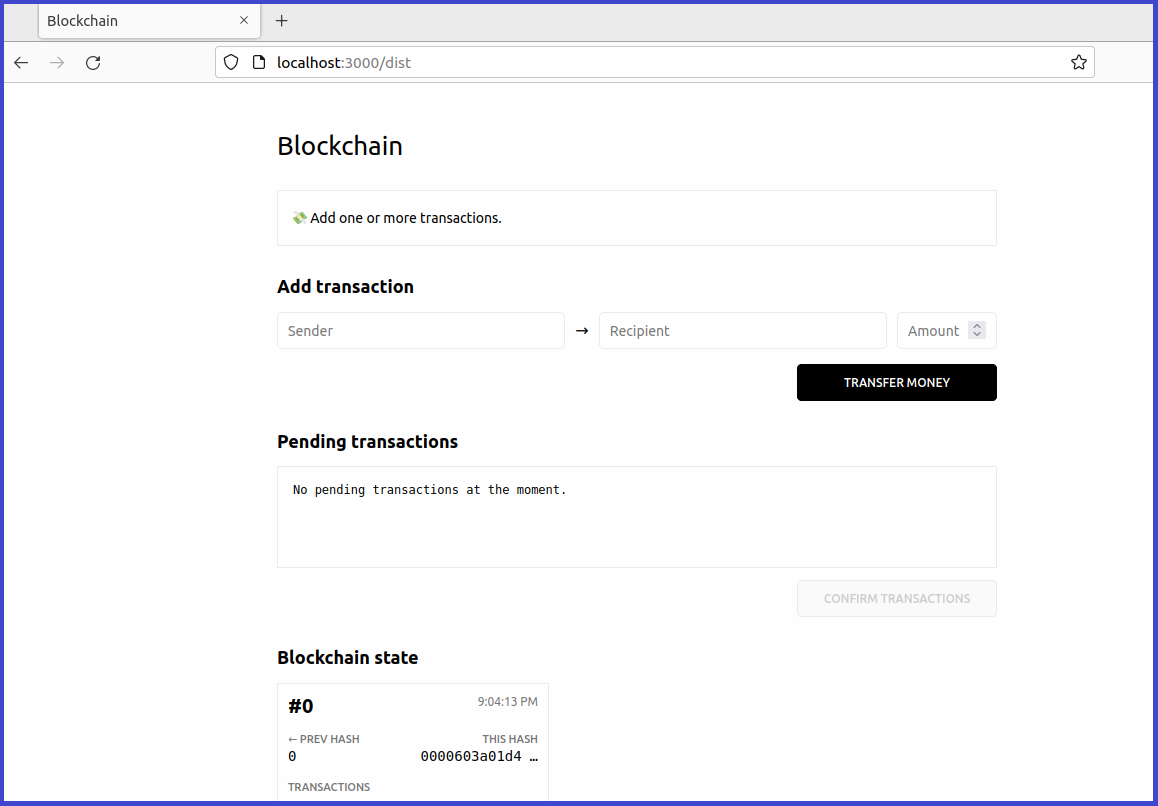 Blockchain
localhost:3000/dist
Blockchain
💸 Add one or more transactions.
Add transaction
Sender → Recipient Amount
TRANSFER MONEY
Pending transactions
No pending transactions at the moment.
CONFIRM TRANSACTIONS
Blockchain state
#0 9:04:13 PM
← PREV HASH THIS HASH
0 0000603a01d4 …
TRANSACTIONS